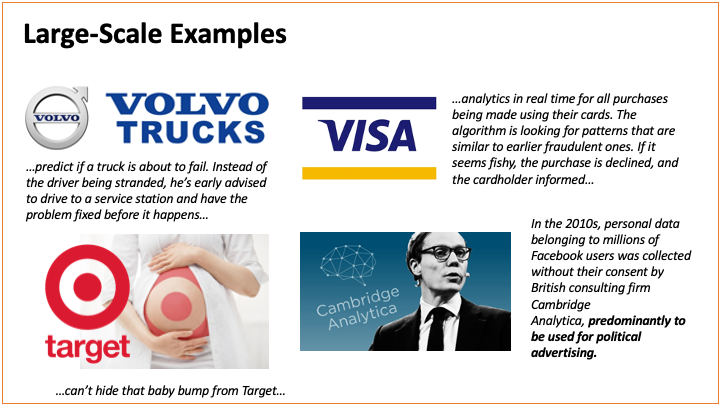 Large-Scale Examples
VOLVO
VOLVO
TRUCKS
…predict if a truck is about to fail. Instead of
the driver being stranded, he's early advised
to drive to a service station and have the
problem fixed before it happens…
VISA
…analytics in real time for all purchases
being made using their cards. The
algorithm is looking for patterns that are
similar to earlier fraudulent ones. If it
seems fishy, the purchase is declined, and
the cardholder informed…
target
…can't hide that baby bump from Target…
Cambridge
Analytica
In the 2010s, personal data
belonging to millions of
Facebook users was collected
without their consent by
British consulting firm
Cambridge
Analytica, predominantly to
be used for political
advertising.